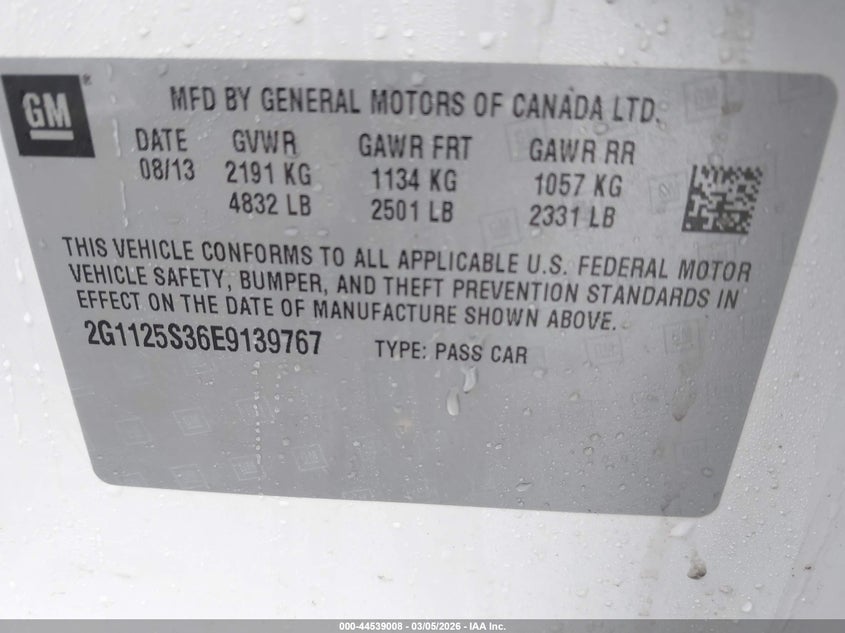 GM ®
MFD BY GENERAL MOTORS OF CANADA LTD.
DATE GVWR GAWR FRT GAWR RR
08/13 2191 KG 1134 KG 1057 KG
4832 LB 2501 LB 2331 LB
THIS VEHICLE CONFORMS TO ALL APPLICABLE U.S. FEDERAL MOTOR
VEHICLE SAFETY, BUMPER, AND THEFT PREVENTION STANDARDS IN
EFFECT ON THE DATE OF MANUFACTURE SHOWN ABOVE.
2G1125S36E9139767 TYPE: PASS CAR
000-44539008 - 03/05/2026 - IAA Inc.